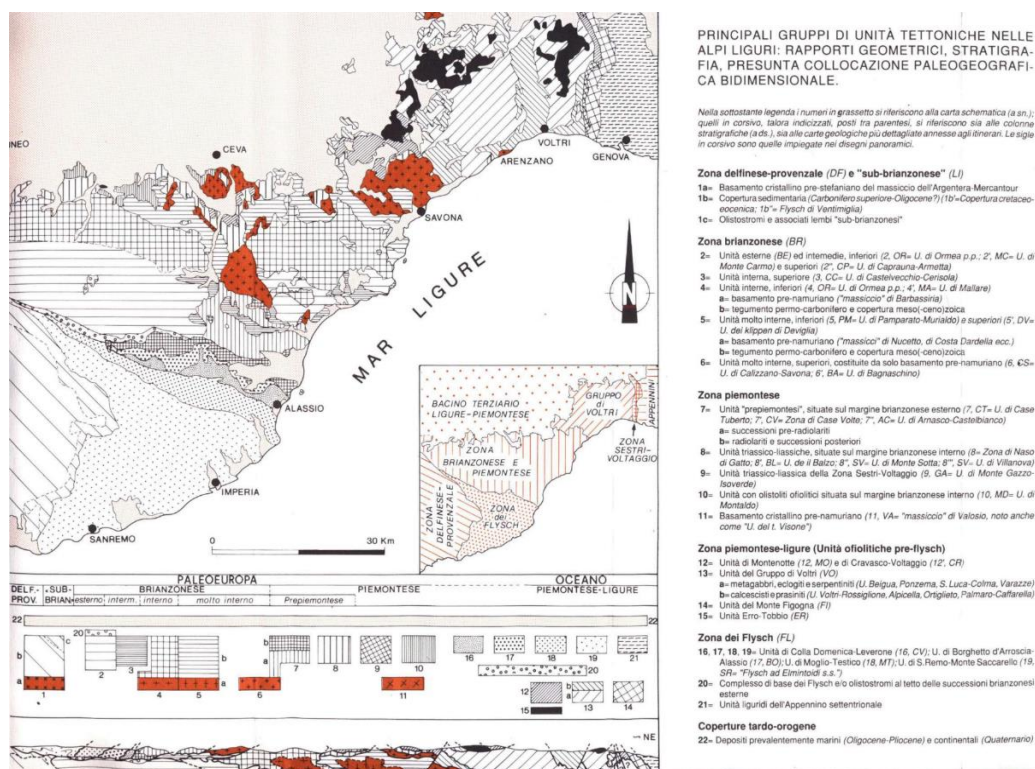 NEO
CEVA
VOLTRI
GENOVA
ARENZANO
SAVONA
MAR LIGURE
N
ALASSIO
IMPERIA
SANREMO
0 30 Km
BACINO TERZIARIO
LIGURE-PIEMONTESE
GRUPPO
di
VOLTRI
APPENNINI
ZONA
SESTRI-
VOLTAGGIO
ZONA
BRIANZONESE E
PIEMONTESE
ZONA
DELFINESE-
PROVENZALE
ZONA
dei
FLYSCH
PALEOEUROPA OCEANO
DELF.- SUB- BRIANZONESE PIEMONTESE PIEMONTESE-LIGURE
PROV. BRIAN. esterno interm. interno molto interno Prepiemontese
22 22
20 c b a 1 2 3 4 5 b a 6 b a 7 8 9 10 11 16 17 18 19 21
20
12 15 b a 13 14
NE
PRINCIPALI GRUPPI DI UNITÀ TETTONICHE NELLE
ALPI LIGURI: RAPPORTI GEOMETRICI, STRATIGRA-
FIA, PRESUNTA COLLOCAZIONE PALEOGEOGRAFI-
CA BIDIMENSIONALE.
Nella sottostante legenda i numeri in grassetto si riferiscono alla carta schematica (a sn.);
quelli in corsivo, talora indicizzati, posti tra parentesi, si riferiscono sia alle colonne
stratigrafiche (a ds.), sia alle carte geologiche più dettagliate annesse agli itinerari. Le sigle
in corsivo sono quelle impiegate nei disegni panoramici.
Zona delfinese-provenzale (DF) e "sub-brianzonese" (LI)
1a= Basamento cristallino pre-stefaniano del massiccio dell'Argentera-Mercantour
1b= Copertura sedimentaria (Carbonifero superiore-Oligocene?) (1b'=Copertura cretaceo-
eocenica; 1b"= Flysch di Ventimiglia)
1c= Olistostromi e associati lembi "sub-brianzonesi"
Zona brianzonese (BR)
2= Unità esterne (BE) ed intemedie, inferiori (2, OR= U. di Ormea p.p.; 2', MC= U. di
Monte Carmo) e superiori (2", CP= U. di Caprauna-Armetta)
3= Unità interna, superiore (3, CC= U. di Castelvecchio-Cerisola)
4= Unità interne, inferiori (4, OR= U. di Ormea p.p.; 4', MA= U. di Mallare)
a= basamento pre-namuriano ("massiccio" di Barbassiria)
b= tegumento permo-carbonifero e copertura meso(-ceno)zoica
5= Unità molto interne, inferiori (5, PM= U. di Pamparato-Murialdo) e superiori (5', DV=
U. dei klippen di Deviglia)
a= basamento pre-namuriano ("massicci" di Nucetto, di Costa Dardella ecc.)
b= tegumento permo-carbonifero e copertura meso(-ceno)zoica
6= Unità molto interne, superiori, costituite da solo basamento pre-namuriano (6, CS=
U. di Calizzano-Savona; 6', BA= U. di Bagnaschino)
Zona piemontese
7= Unità "prepiemontesi", situate sul margine brianzonese esterno (7, CT= U. di Case
Tuberto; 7', CV= Zona di Case Volte; 7", AC= U. di Arnasco-Castelbianco)
a= successioni pre-radiolariti
b= radiolariti e successioni posteriori
8= Unità triassico-liassiche, situate sul margine brianzonese interno (8= Zona di Naso
di Gatto; 8', BL= U. de il Balzo; 8", SV= U. di Monte Sotta; 8"', SV= U. di Villanova)
9= Unità triassico-liassica della Zona Sestri-Voltaggio (9, GA= U. di Monte Gazzo-
Isoverde)
10= Unità con olistoliti ofiolitici situata sul margine brianzonese interno (10, MD= U. di
Montaldo)
11= Basamento cristallino pre-namuriano (11, VA= "massiccio" di Valosio, noto anche
come "U. del t. Visone")
Zona piemontese-ligure (Unità ofiolitiche pre-flysch)
12= Unità di Montenotte (12, MO) e di Cravasco-Voltaggio (12', CR)
13= Unità del Gruppo di Voltri (VO)
a= metagabbri, eclogiti e serpentiniti (U. Beigua, Ponzema, S. Luca-Colma, Varazze)
b= calcescisti e prasiniti (U. Voltri-Rossiglione, Alpicella, Ortiglieto, Palmaro-Caffarella)
14= Unità del Monte Figogna (FI)
15= Unità Erro-Tobbio (ER)
Zona dei Flysch (FL)
16, 17, 18, 19= Unità di Colla Domenica-Leverone (16, CV); U. di Borghetto d'Arroscia-
Alassio (17, BO); U. di Moglio-Testico (18, MT); U. di S.Remo-Monte Saccarello (19,
SR= "Flysch ad Elmintoidi s.s.")
20= Complesso di base dei Flysch e/o olistostromi al tetto delle successioni brianzonesi
esterne
21= Unità liguridi dell'Appennino settentrionale
Coperture tardo-orogene
22= Depositi prevalentemente marini (Oligocene-Pliocene) e continentali (Quaternario)